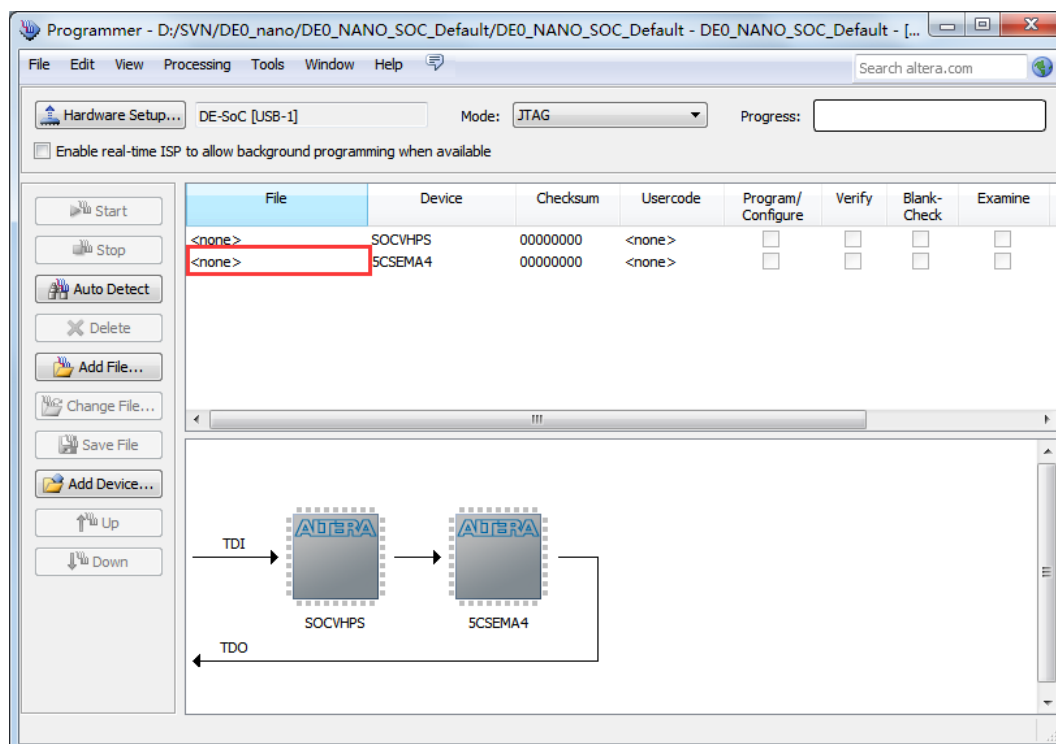 Programmer - D:/SVN/DE0_nano/DE0_NANO_SOC_Default/DE0_NANO_SOC_Default - DE0_NANO_SOC_Default - [...
File Edit View Processing Tools Window Help
Search altera.com
Hardware Setup... DE-SoC [USB-1] Mode: JTAG Progress:
Enable real-time ISP to allow background programming when available
Start
Stop
Auto Detect
Delete
Add File...
Change File...
Save File
Add Device...
Up
Down
File Device Checksum Usercode Program/ Verify Blank- Examine
Configure Check
<none> SOCVHPS 00000000 <none>
<none> 5CSEMA4 00000000 <none>
TDI
ALTERA ALTERA
SOCVHPS 5CSEMA4
TDO